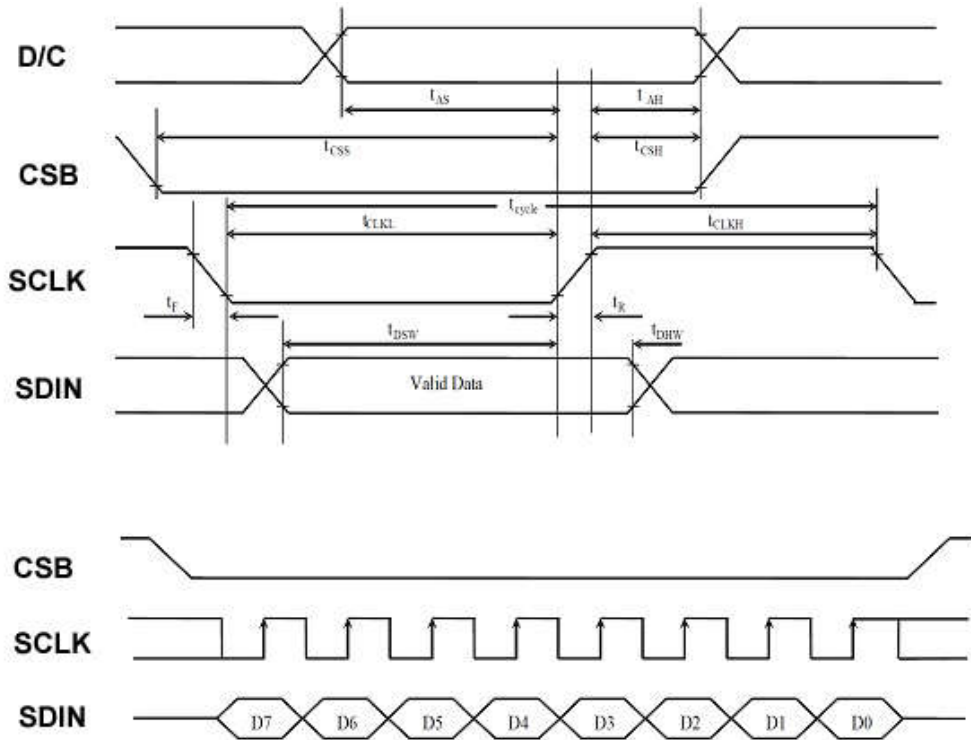 D/C
t_AS
t_AH
t_CSS
t_CSH
CSB
t_cycle
t_CLKL
t_CLKH
SCLK
t_F
t_R
t_DSW
t_DHW
SDIN
Valid Data
CSB
SCLK
SDIN
D7 D6 D5 D4 D3 D2 D1 D0